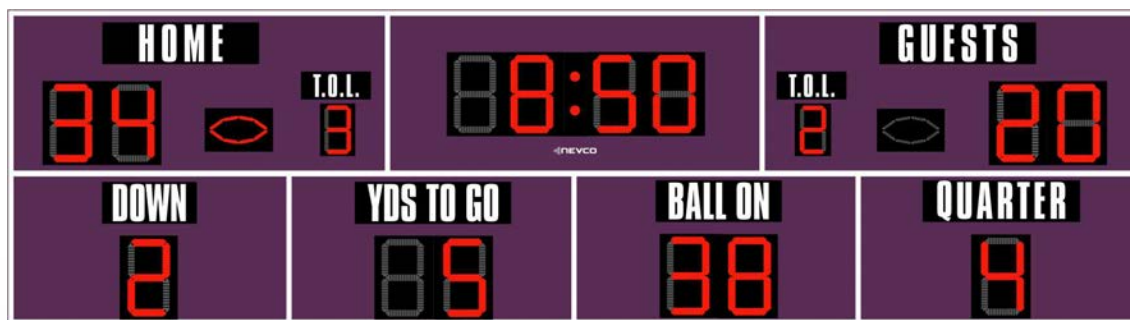 HOME
34
T.O.L.
3
8:50
NEVCO
GUESTS
T.O.L.
2
20
DOWN
2
YDS TO GO
5
BALL ON
38
QUARTER
4